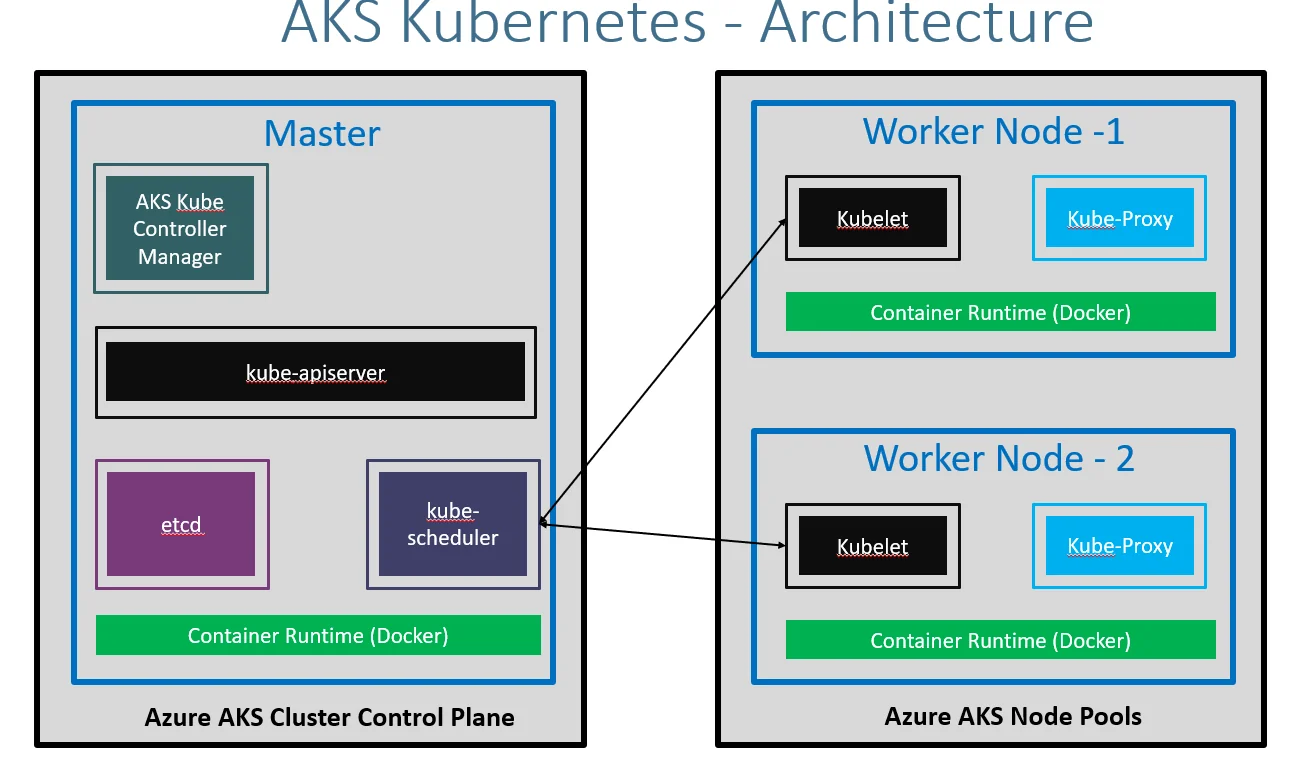 AKS Kubernetes - Architecture
Master
AKS Kube
Controller
Manager
kube-apiserver
etcd
kube-
scheduler
Container Runtime (Docker)
Azure AKS Cluster Control Plane
Worker Node -1
Kubelet
Kube-Proxy
Container Runtime (Docker)
Worker Node - 2
Kubelet
Kube-Proxy
Container Runtime (Docker)
Azure AKS Node Pools